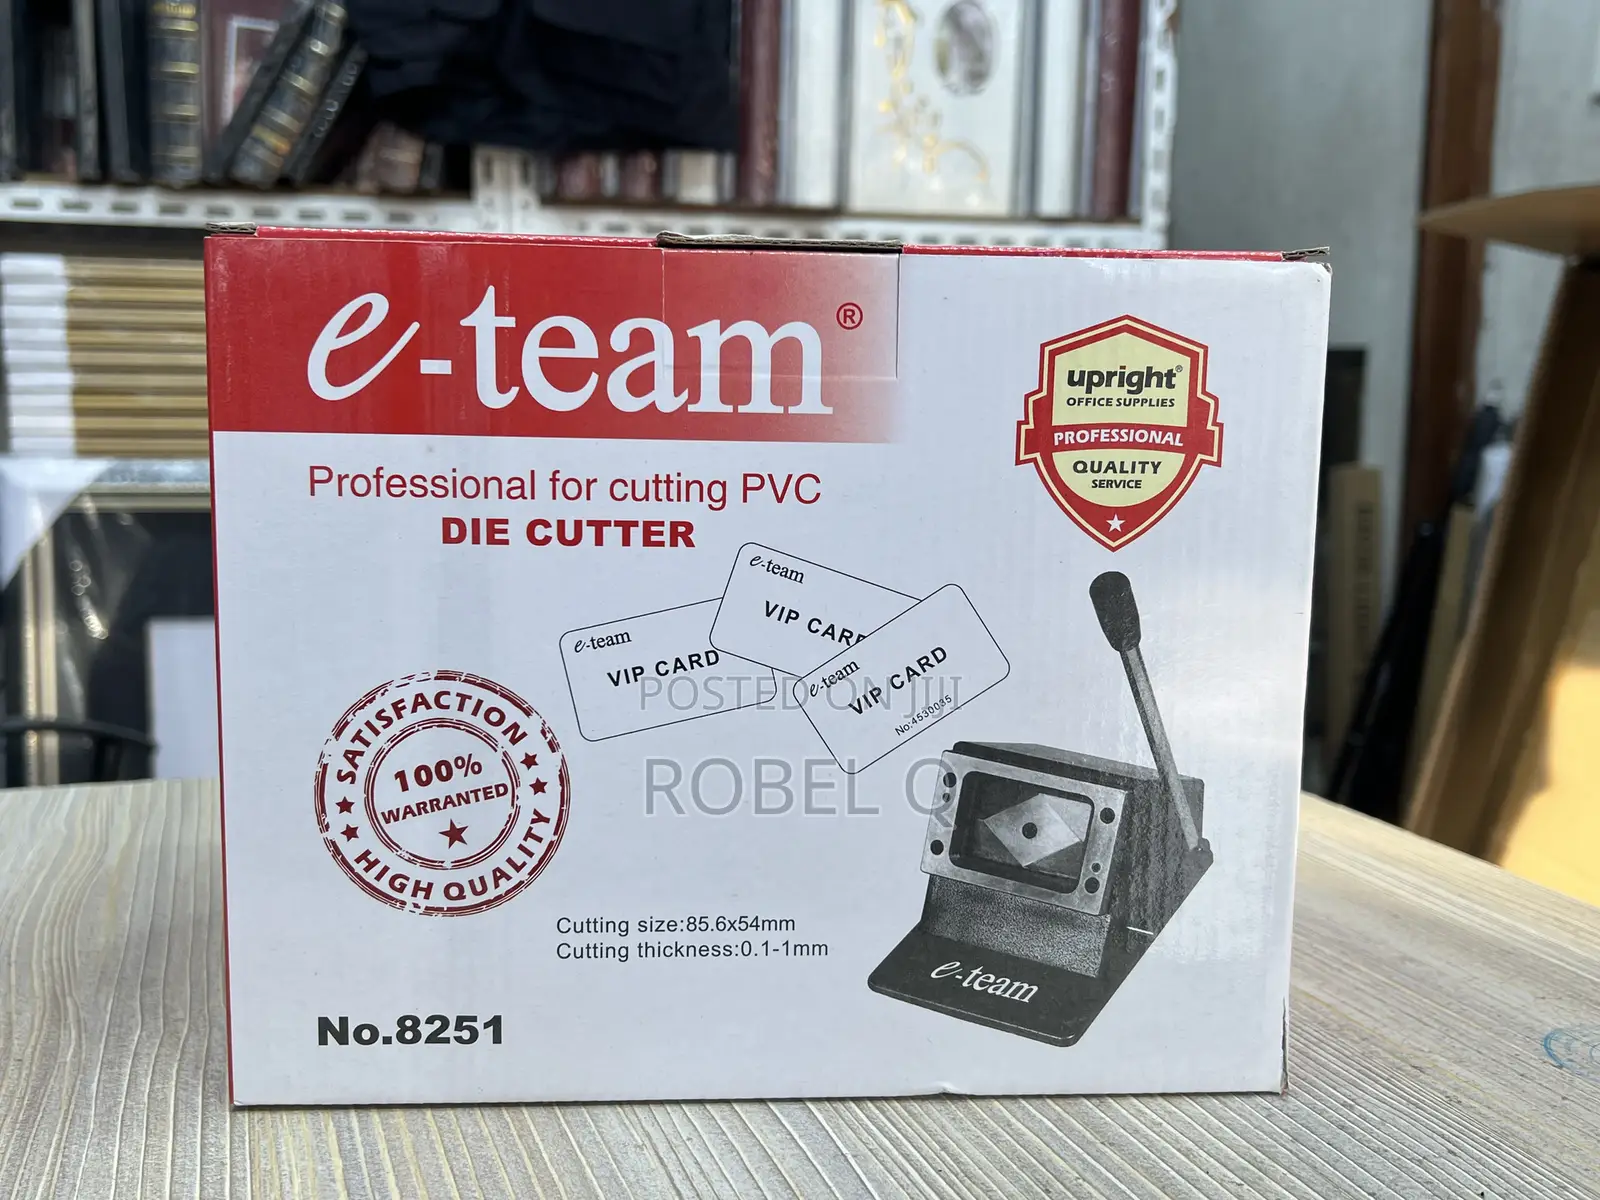 e-team®
upright®
OFFICE SUPPLIES
PROFESSIONAL
QUALITY
SERVICE
Professional for cutting PVC
DIE CUTTER
e-team
VIP CARD
e-team
VIP CARD
e-team
VIP CARD
No:4530035
POSTED ON JIJI
ROBEL Q
SATISFACTION
100%
WARRANTED
HIGH QUALITY
Cutting size:85.6x54mm
Cutting thickness:0.1-1mm
e-team
No.8251